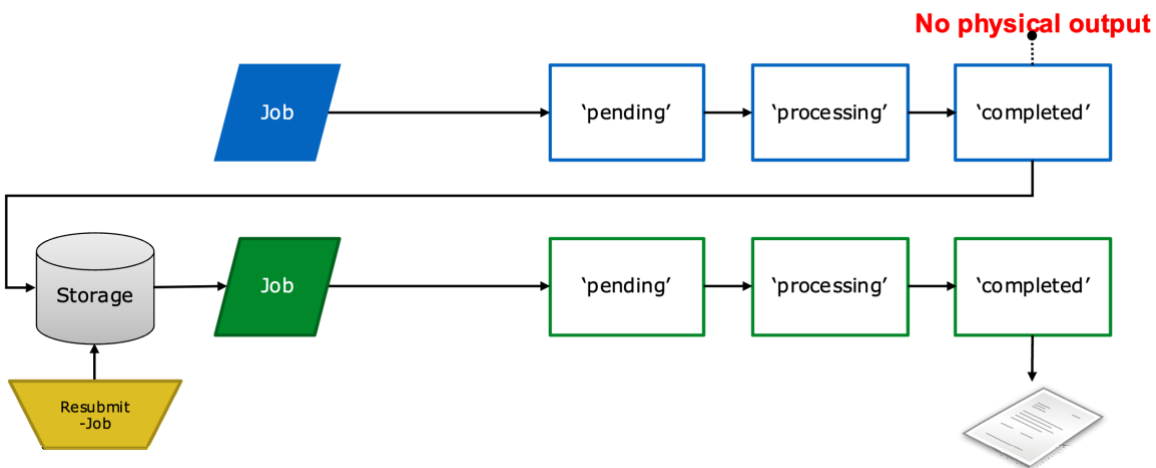 No physical output
Job
‘pending’
‘processing’
‘completed’
Storage
Job
‘pending’
‘processing’
‘completed’
Resubmit
-Job